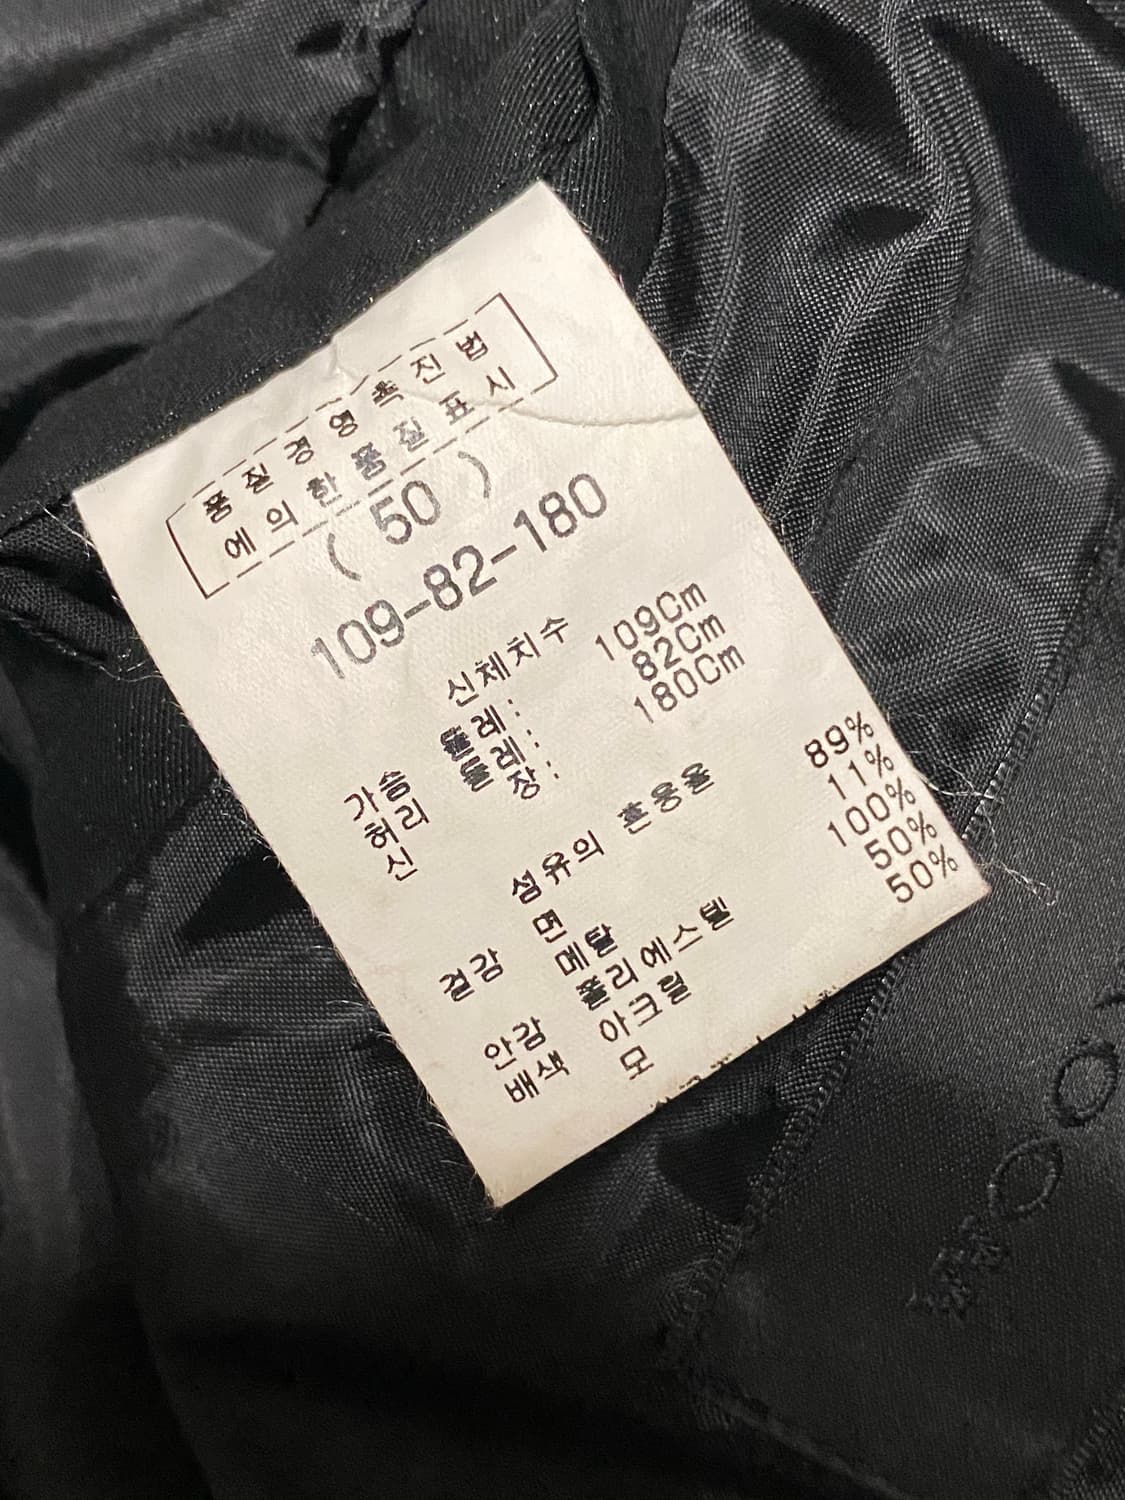 품질경영촉진법
에의한품질표시
( 50 )
109-82-180
신체치수
가슴둘레: 109Cm
허리둘레: 82Cm
신 장: 180Cm
섬유의 혼용율
겉감 면 89%
메탈 11%
안감 폴리에스텔 100%
배색 아크릴 50%
모 50%